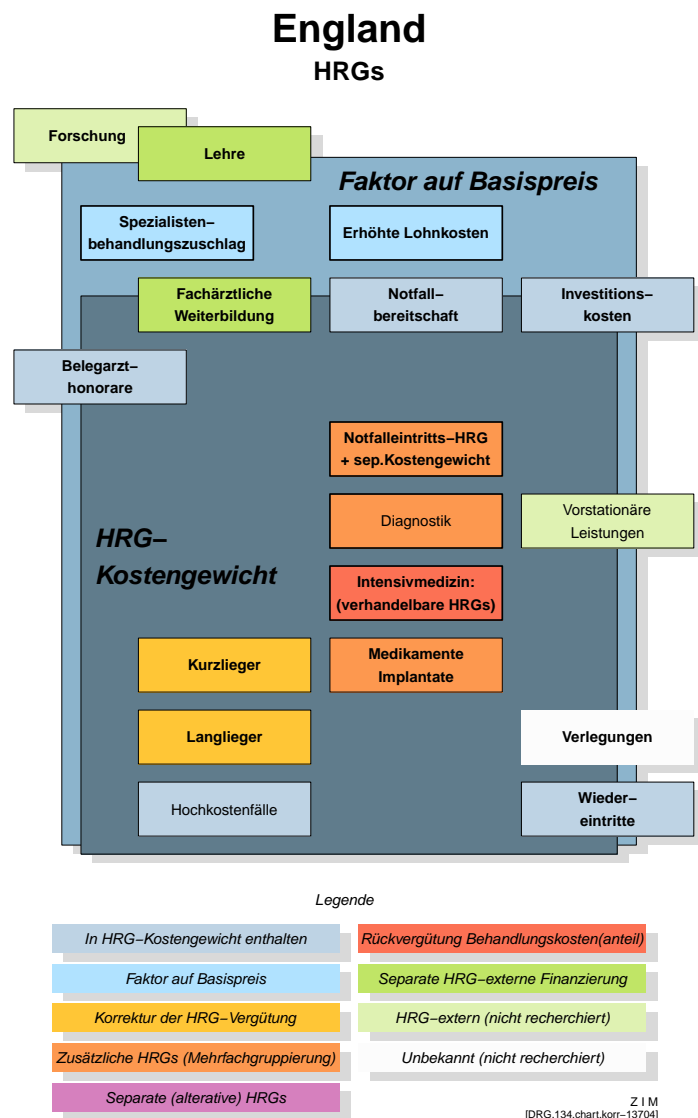 England
HRGs
Forschung
Lehre
Faktor auf Basispreis
Spezialisten–
behandlungszuschlag
Erhöhte Lohnkosten
Fachärztliche
Weiterbildung
Notfall–
bereitschaft
Investitions–
kosten
Belegarzt–
honorare
Notfalleintritts–HRG
+ sep.Kostengewicht
Diagnostik
Vorstationäre
Leistungen
HRG–
Kostengewicht
Intensivmedizin:
(verhandelbare HRGs)
Kurzlieger
Medikamente
Implantate
Langlieger
Verlegungen
Hochkostenfälle
Wieder–
eintritte
Legende
In HRG–Kostengewicht enthalten
Rückvergütung Behandlungskosten(anteil)
Faktor auf Basispreis
Separate HRG–externe Finanzierung
Korrektur der HRG–Vergütung
HRG–extern (nicht recherchiert)
Zusätzliche HRGs (Mehrfachgruppierung)
Unbekannt (nicht recherchiert)
Separate (alterative) HRGs
Z I M
[DRG.134.chart.korr–13704]